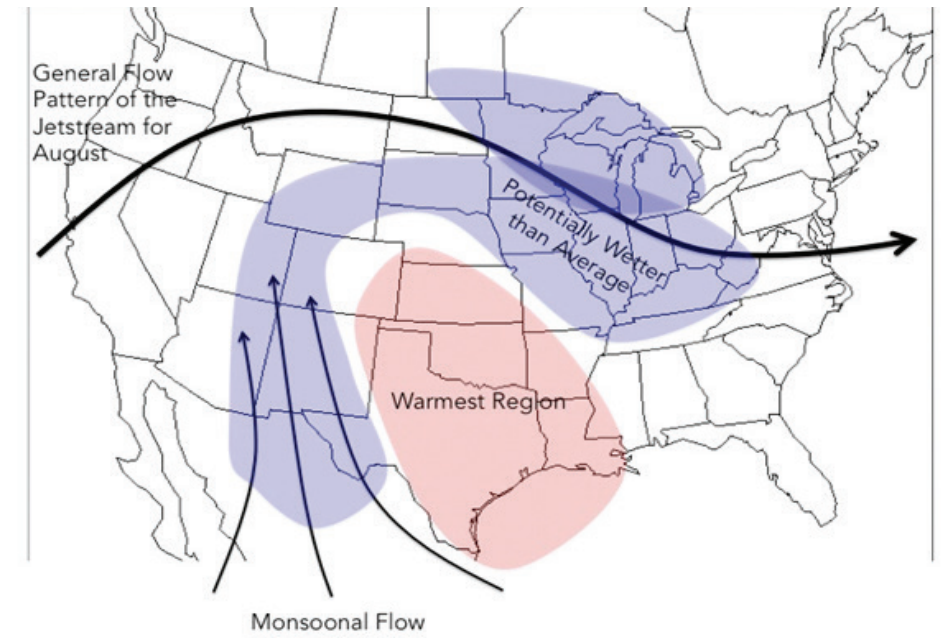 General Flow
Pattern of the
Jetstream for
August
Potentially Wetter
than Average
Warmest Region
Monsoonal Flow